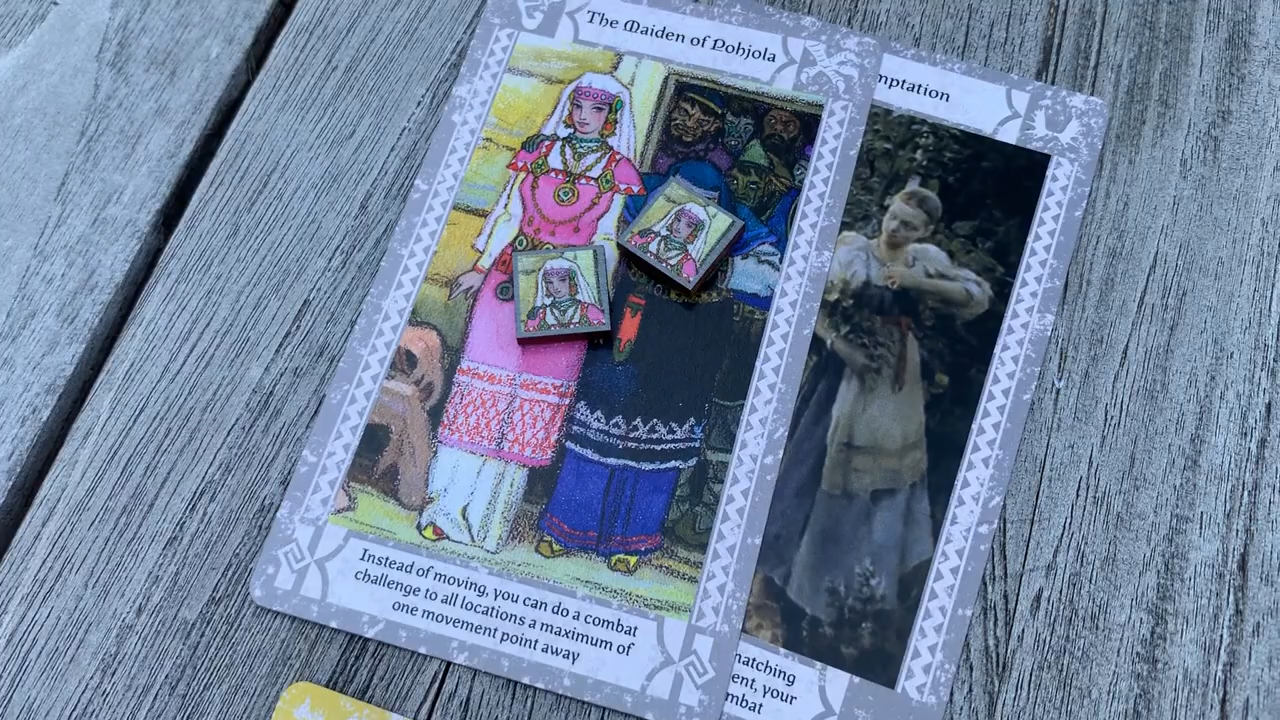 The Maiden of Pohjola
mptation
Instead of moving, you can do a combat
challenge to all locations a maximum of
one movement point away
natching
ent, your
mbat